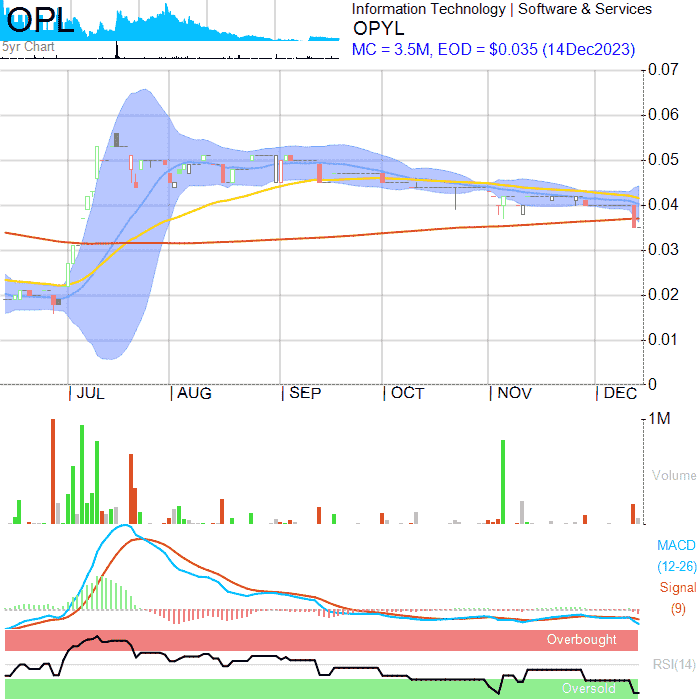 OPL
5yr Chart
Information Technology | Software & Services
OPYL
MC = 3.5M, EOD = $0.035 (14Dec2023)
0.07
0.06
0.05
0.04
0.03
0.02
0.01
0
JUL
AUG
SEP
OCT
NOV
DEC
1M
Volume
MACD
(12-26)
Signal
(9)
Overbought
RSI(14)
Oversold